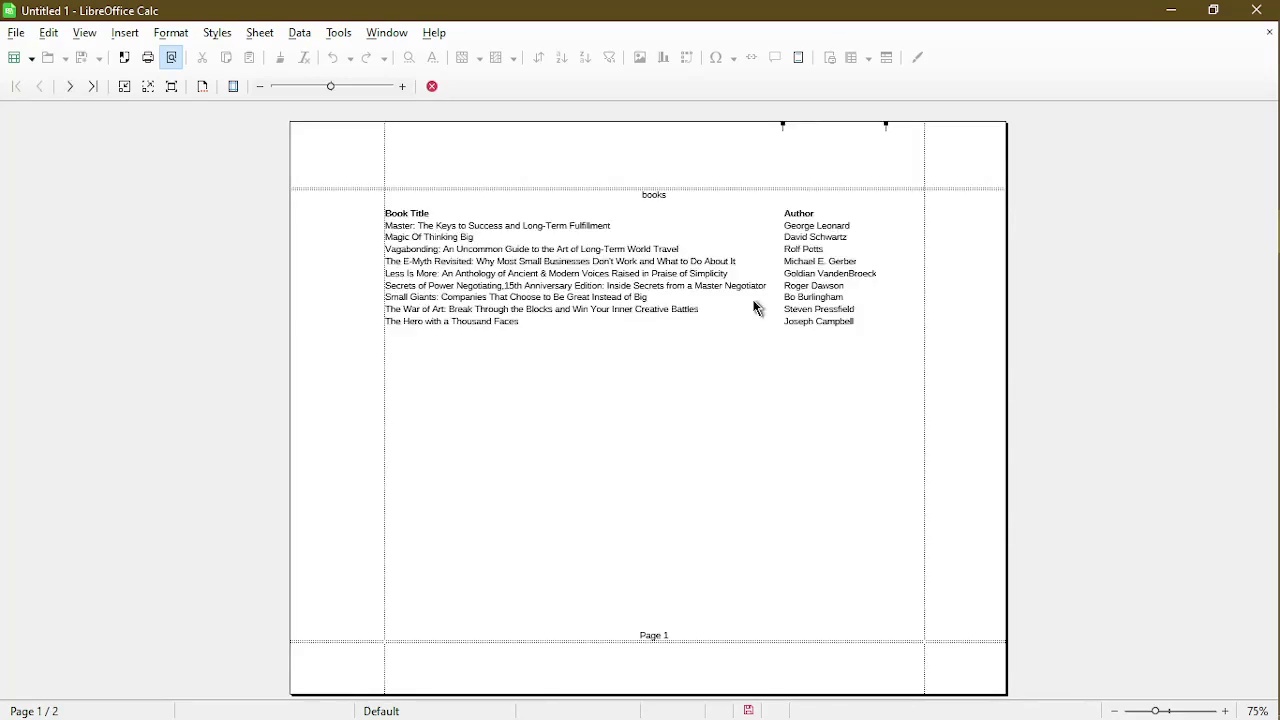 Untitled 1 - LibreOffice Calc
File Edit View Insert Format Styles Sheet Data Tools Window Help
books
Book Title Author
Master: The Keys to Success and Long-Term Fulfillment George Leonard
Magic Of Thinking Big David Schwartz
Vagabonding: An Uncommon Guide to the Art of Long-Term World Travel Rolf Potts
The E-Myth Revisited: Why Most Small Businesses Don't Work and What to Do About It Michael E. Gerber
Less Is More: An Anthology of Ancient & Modern Voices Raised in Praise of Simplicity Goldian VandenBroeck
Secrets of Power Negotiating,15th Anniversary Edition: Inside Secrets from a Master Negotiator Roger Dawson
Small Giants: Companies That Choose to Be Great Instead of Big Bo Burlingham
The War of Art: Break Through the Blocks and Win Your Inner Creative Battles Steven Pressfield
The Hero with a Thousand Faces Joseph Campbell
Page 1
Page 1 / 2 Default 75%